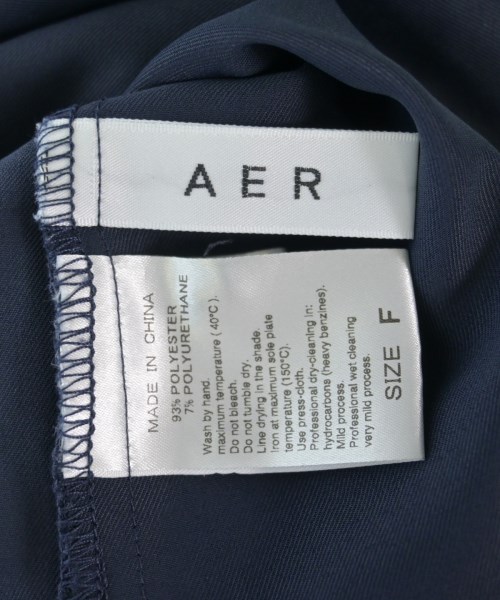 AER
MADE IN CHINA
93% POLYESTER
7% POLYURETHANE
Wash by hand.
maximum temperature (40ºC).
Do not bleach.
Do not tumble dry.
Line drying in the shade.
Iron at maximum sole plate
temperature (150ºC).
Use press-cloth.
Professional dry-cleaning in:
hydrocarbons (heavy benzines).
Mild process.
Professional wet cleaning
very mild process.
SIZE F